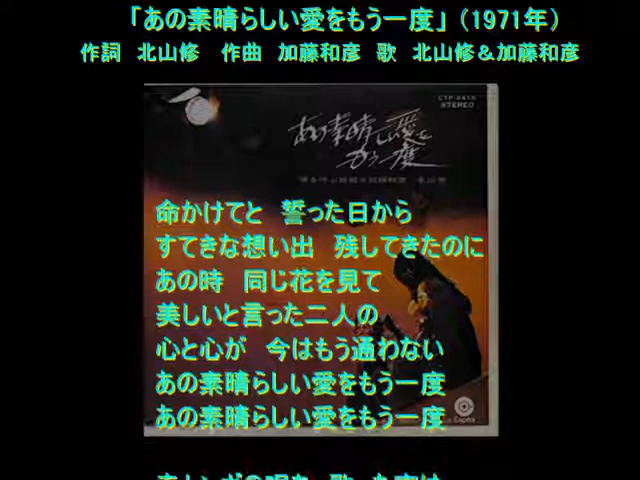 「あの素晴らしい愛をもう一度」（1971年）
作詞　北山修　作曲　加藤和彦　歌　北山修＆加藤和彦
STEREO
あの素晴しい愛を
もう一度
命かけてと　誓った日から
すてきな想い出　残してきたのに
あの時　同じ花を見て
美しいと言った二人の
心と心が　今はもう通わない
あの素晴らしい愛をもう一度
あの素晴らしい愛をもう一度